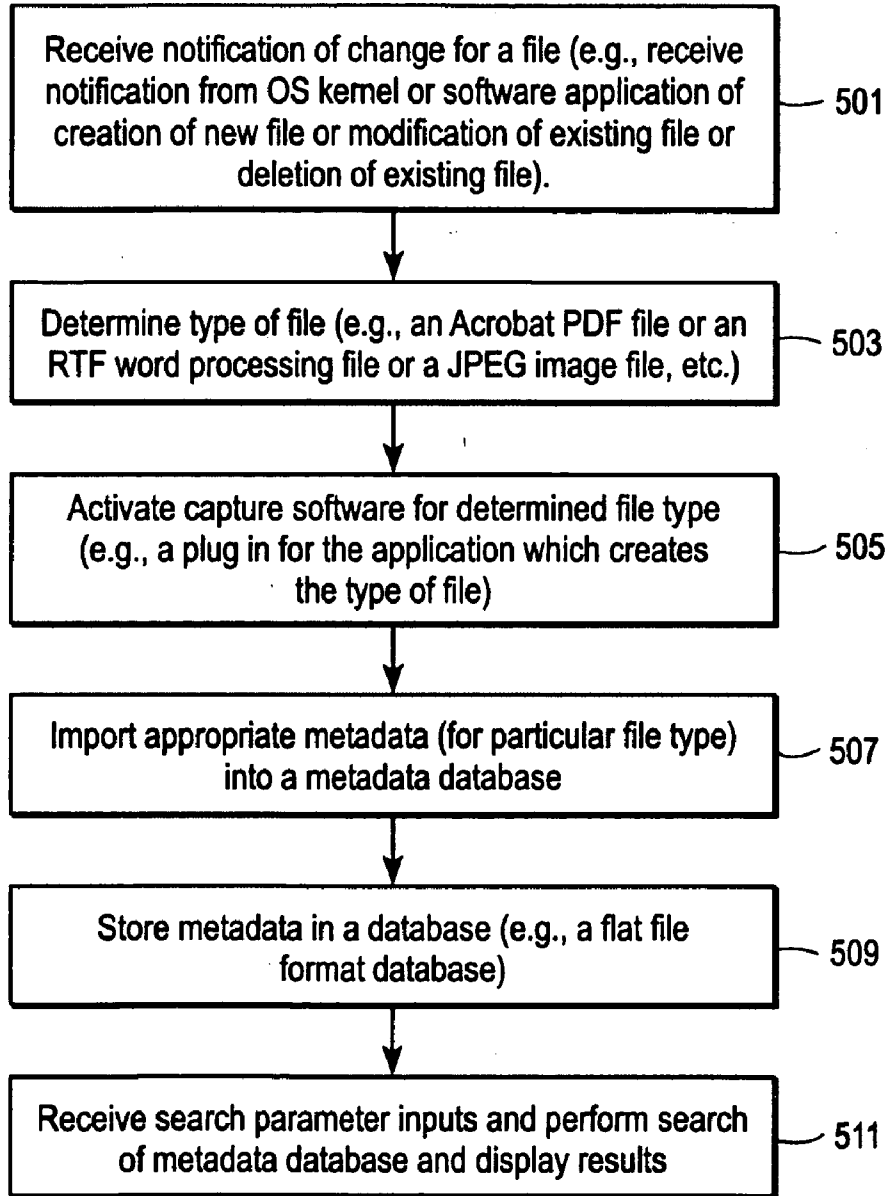 Receive notification of change for a file (e.g., receive
notification from OS kernel or software application of
creation of new file or modification of existing file or
deletion of existing file).
501
Determine type of file (e.g., an Acrobat PDF file or an
RTF word processing file or a JPEG image file, etc.)
503
Activate capture software for determined file type
(e.g., a plug in for the application which creates
the type of file)
505
Import appropriate metadata (for particular file type)
into a metadata database
507
Store metadata in a database (e.g., a flat file
format database)
509
Receive search parameter inputs and perform search
of metadata database and display results
511